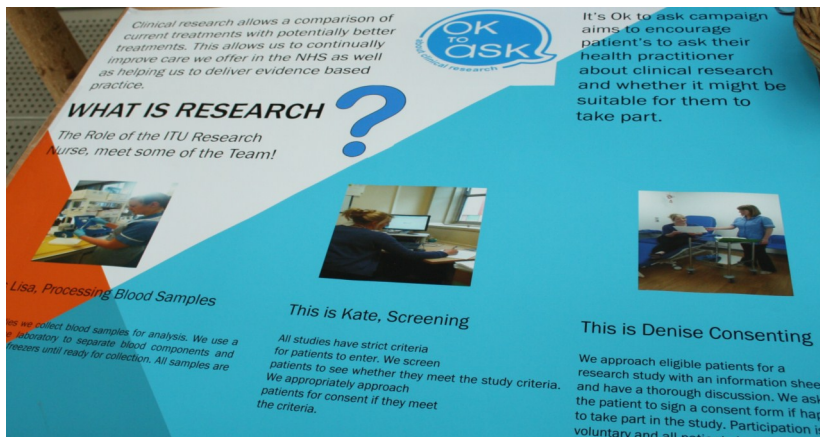 Clinical research allows a comparison of
current treatments with potentially better
treatments. This allows us to continually
improve care we offer in the NHS as well
as helping us to deliver evidence based
practice.
OK
TO
ask
about clinical research
It's Ok to ask campaign
aims to encourage
patient's to ask their
health practitioner
about clinical research
and whether it might be
suitable for them to
take part.
WHAT IS RESEARCH ?
The Role of the ITU Research
Nurse, meet some of the Team!
Lisa, Processing Blood Samples
we collect blood samples for analysis. We use a
laboratory to separate blood components and
freezers until ready for collection. All samples are
This is Kate, Screening
All studies have strict criteria
for patients to enter. We screen
patients to see whether they meet the study criteria.
We appropriately approach
patients for consent if they meet
the criteria.
This is Denise Consenting
We approach eligible patients for a
research study with an information
and have a thorough discussion. We
the patient to sign a consent form if
to take part in the study. Participation
voluntary and all